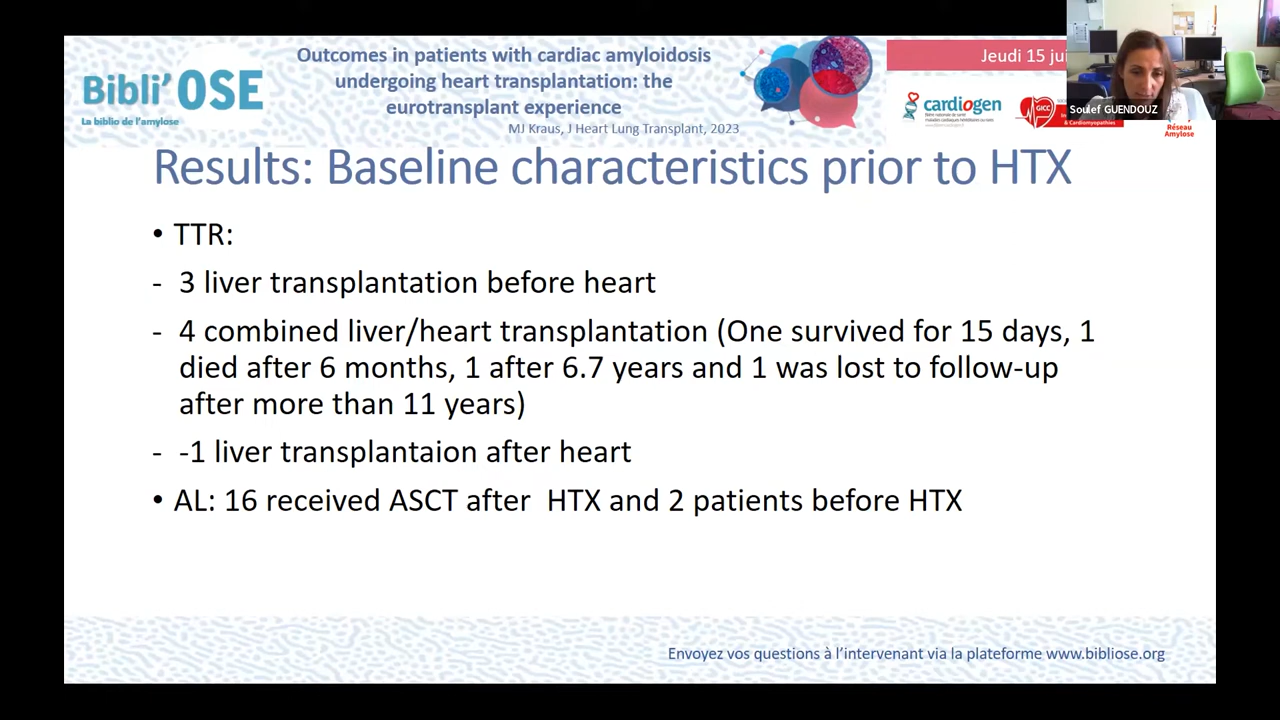 Outcomes in patients with cardiac amyloidosis
undergoing heart transplantation: the
eurotransplant experience
MJ Kraus, J Heart Lung Transplant, 2023
Bibli'OSE
La biblio de l'amylose
Jeudi 15 jui
cardiogen
GICC
& Cardiomyopathies
Réseau
Amylose
Soulef GUENDOUZ
Results: Baseline characteristics prior to HTX
• TTR:
- 3 liver transplantation before heart
- 4 combined liver/heart transplantation (One survived for 15 days, 1
died after 6 months, 1 after 6.7 years and 1 was lost to follow-up
after more than 11 years)
- -1 liver transplantaion after heart
• AL: 16 received ASCT after HTX and 2 patients before HTX
Envoyez vos questions à l'intervenant via la plateforme www.bibliose.org